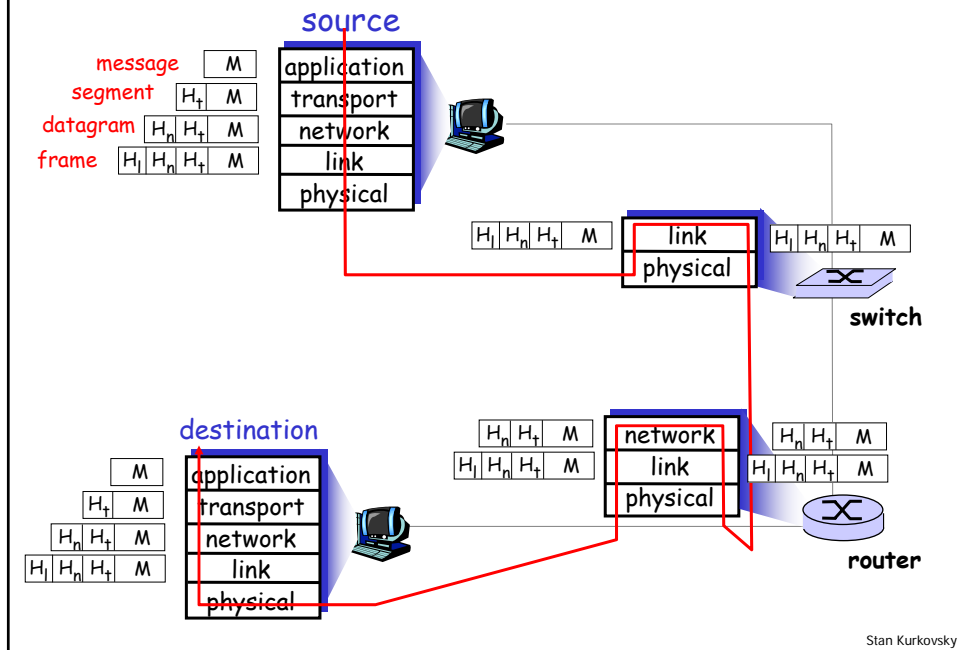 source
message M application
segment Ht M transport
datagram Hn Ht M network
frame Hl Hn Ht M link
physical
Hl Hn Ht M link Hl Hn Ht M
physical
switch
destination
Hn Ht M network Hn Ht M
Hl Hn Ht M link Hl Hn Ht M
physical
router
M application
Ht M transport
Hn Ht M network
Hl Hn Ht M link
physical
Stan Kurkovsky